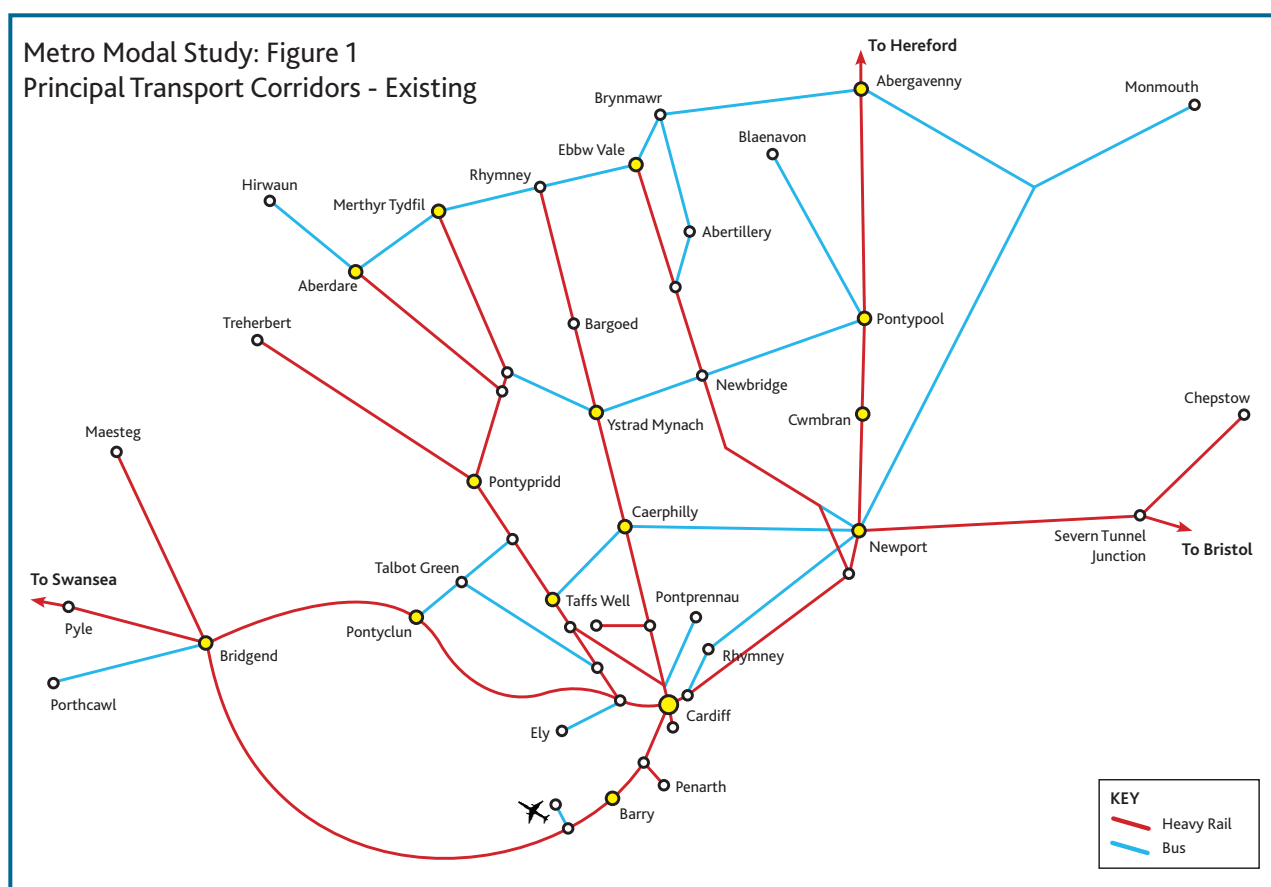 Metro Modal Study: Figure 1
Principal Transport Corridors - Existing
To Hereford
Abergavenny
Monmouth
Brynmawr
Blaenavon
Ebbw Vale
Rhymney
Hirwaun
Merthyr Tydfil
Abertillery
Aberdare
Treherbert
Bargoed
Pontypool
Newbridge
Chepstow
Ystrad Mynach
Cwmbran
Maesteg
Pontypridd
Caerphilly
Newport
Severn Tunnel
Junction
To Bristol
Talbot Green
To Swansea
Taffs Well
Pontprennau
Pyle
Pontyclun
Rhymney
Bridgend
Porthcawl
Cardiff
Ely
Penarth
Barry
KEY
Heavy Rail
Bus